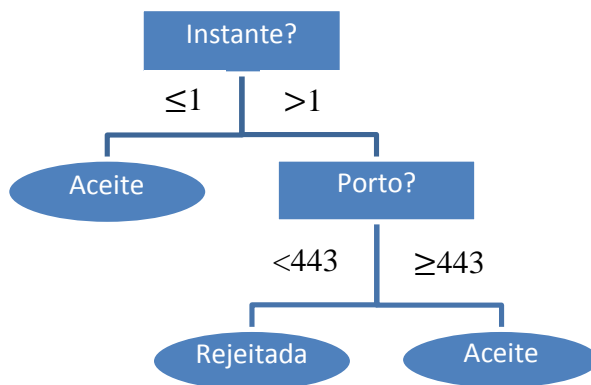 Instante?
≤1 >1
Aceite
Porto?
<443 ≥443
Rejeitada
Aceite